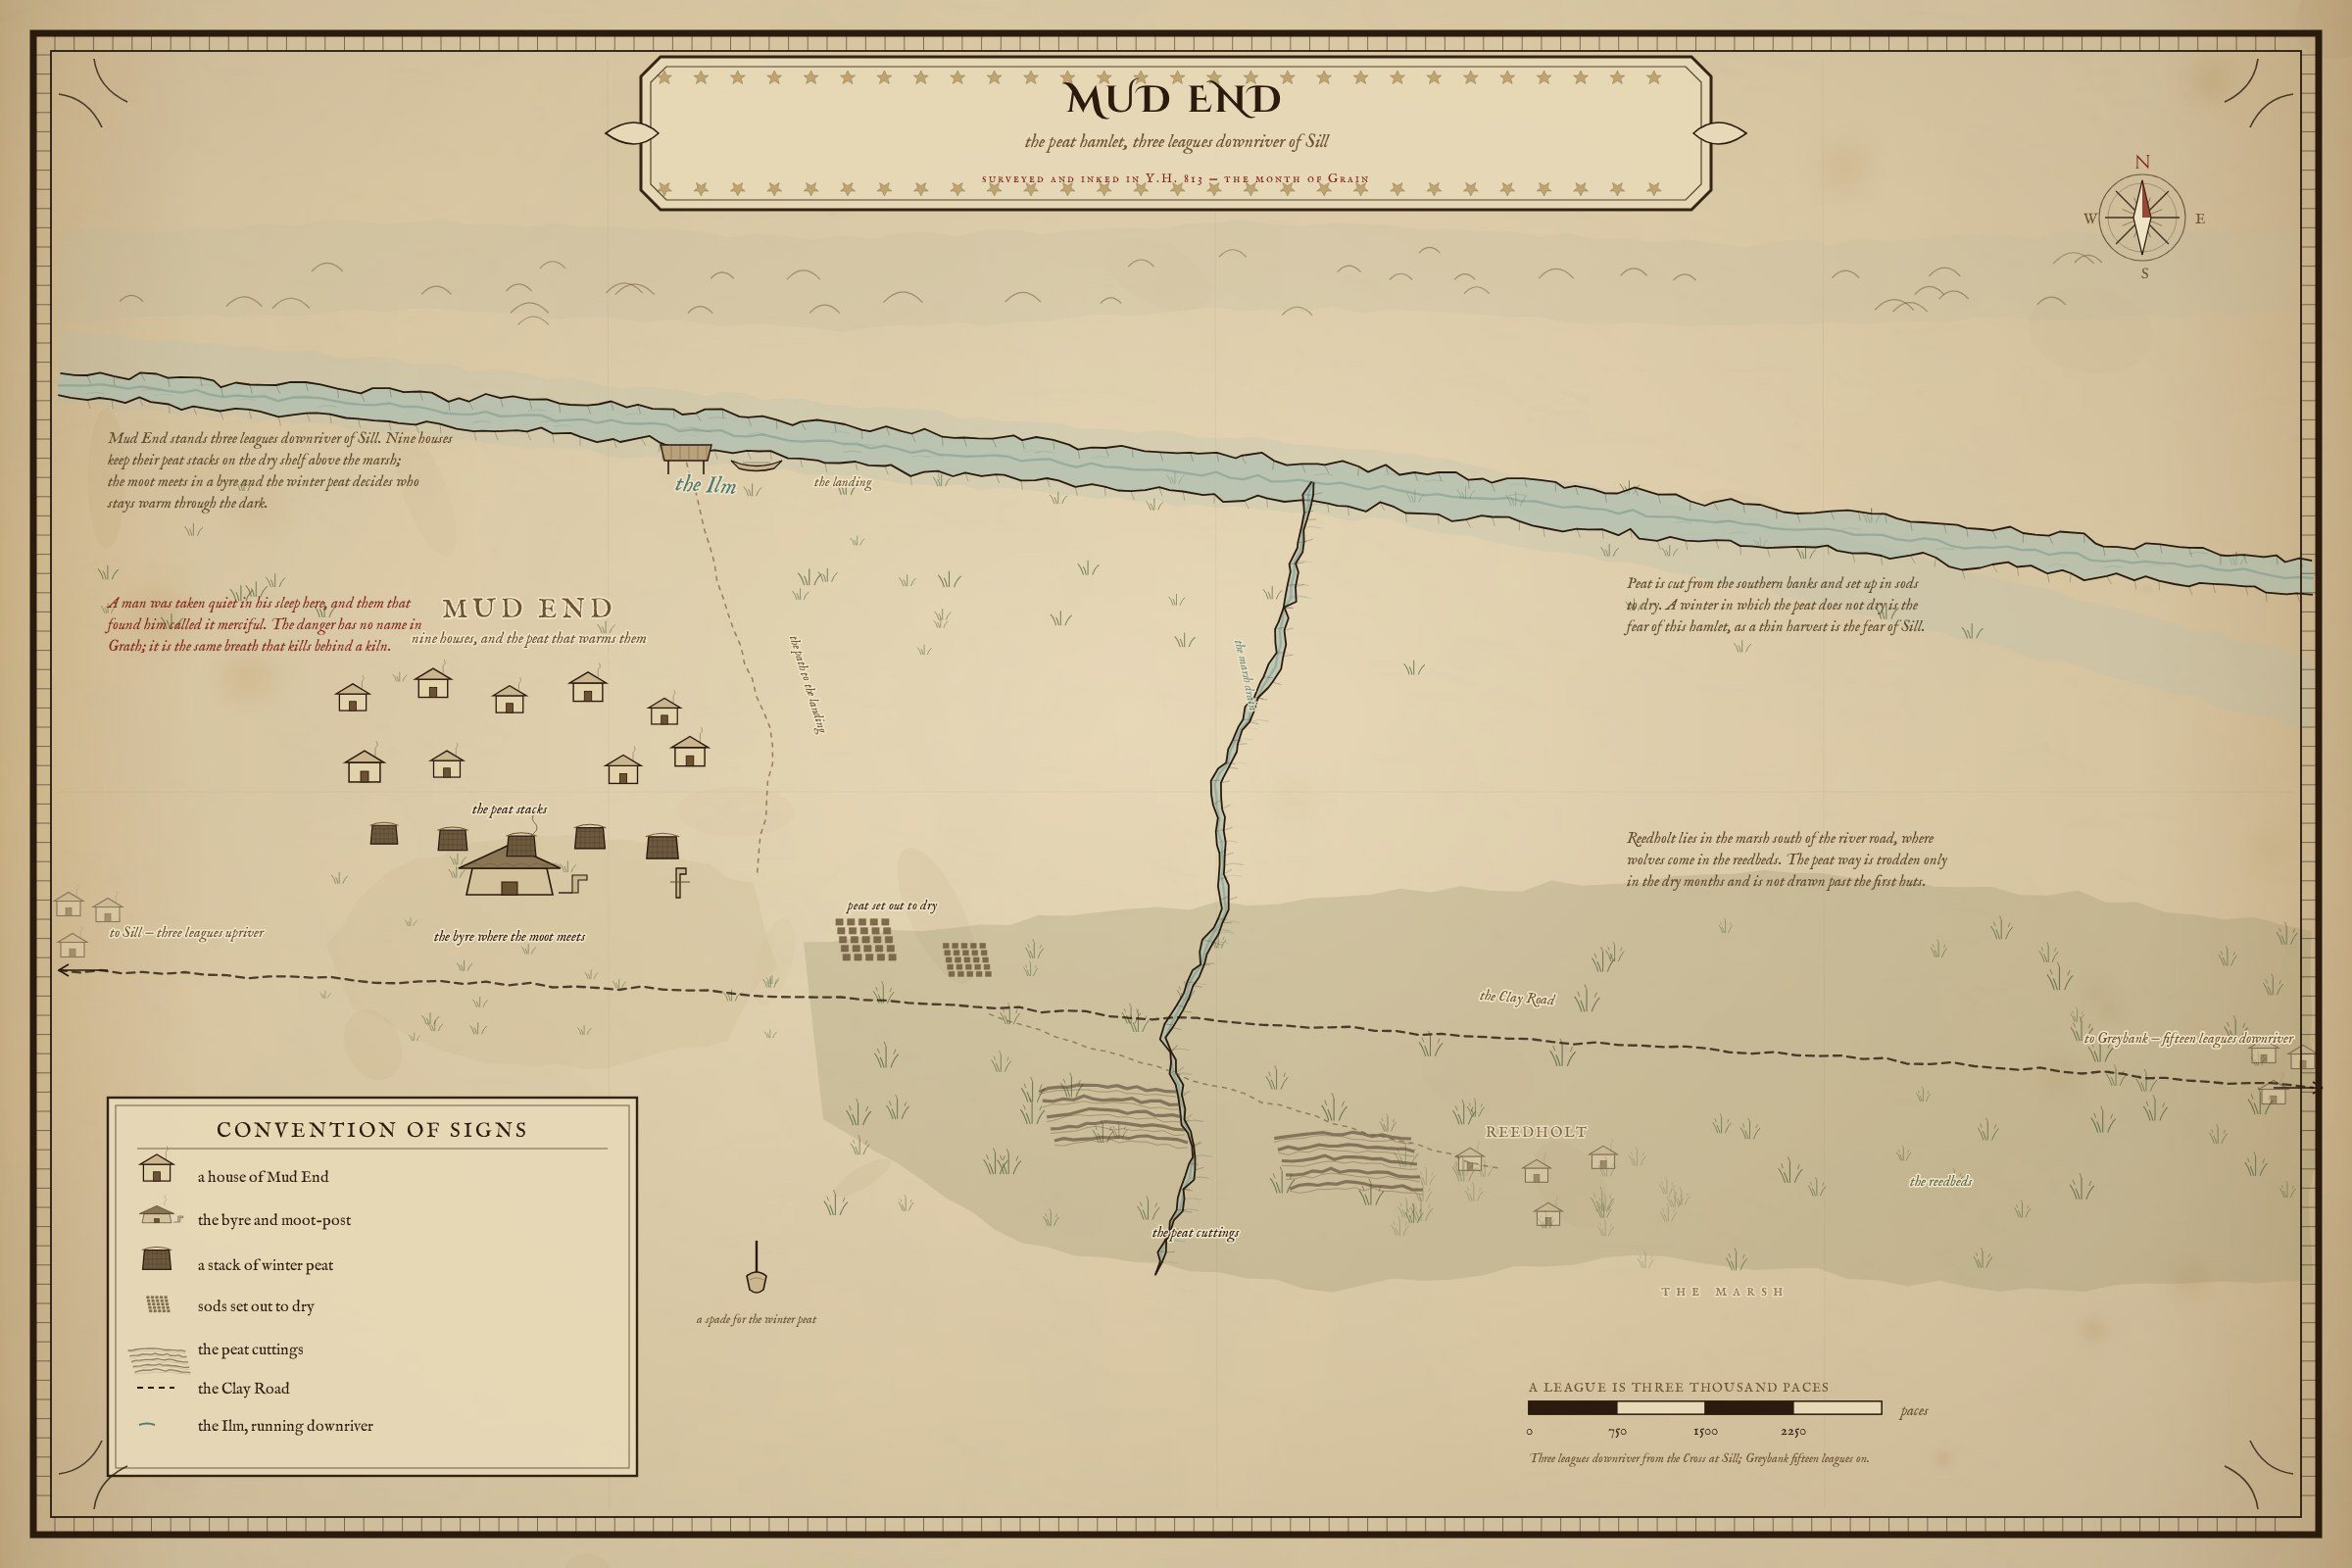 MUD END
the peat hamlet, three leagues downriver of Sill
SURVEYED AND INKED IN Y.H. 813 — THE MONTH OF GRAIN
N
W
E
S
Mud End stands three leagues downriver of Sill. Nine houses
keep their peat stacks on the dry shelf above the marsh;
the moot meets in a byre and the winter peat decides who
stays warm through the dark.
the Ilm
the landing
A man was taken quiet in his sleep here, and them that
found him called it merciful. The danger has no name in
Grath; it is the same breath that kills behind a kiln.
MUD END
nine houses, and the peat that warms them
the path to the landing
the marsh drain
Peat is cut from the southern banks and set up in sods
to dry. A winter in which the peat does not dry is the
fear of this hamlet, as a thin harvest is the fear of Sill.
the peat stacks
Reedholt lies in the marsh south of the river road, where
wolves come in the reedbeds. The peat way is trodden only
in the dry months and is not drawn past the first huts.
peat set out to dry
to Sill — three leagues upriver
the byre where the moot meets
the Clay Road
to Greybank — fifteen leagues downriver
REEDHOLT
the reedbeds
the peat cuttings
THE MARSH
a spade for the winter peat
CONVENTION OF SIGNS
a house of Mud End
the byre and moot-post
a stack of winter peat
sods set out to dry
the peat cuttings
the Clay Road
the Ilm, running downriver
A LEAGUE IS THREE THOUSAND PACES
paces
0 750 1500 2250
Three leagues downriver from the Cross at Sill; Greybank fifteen leagues on.